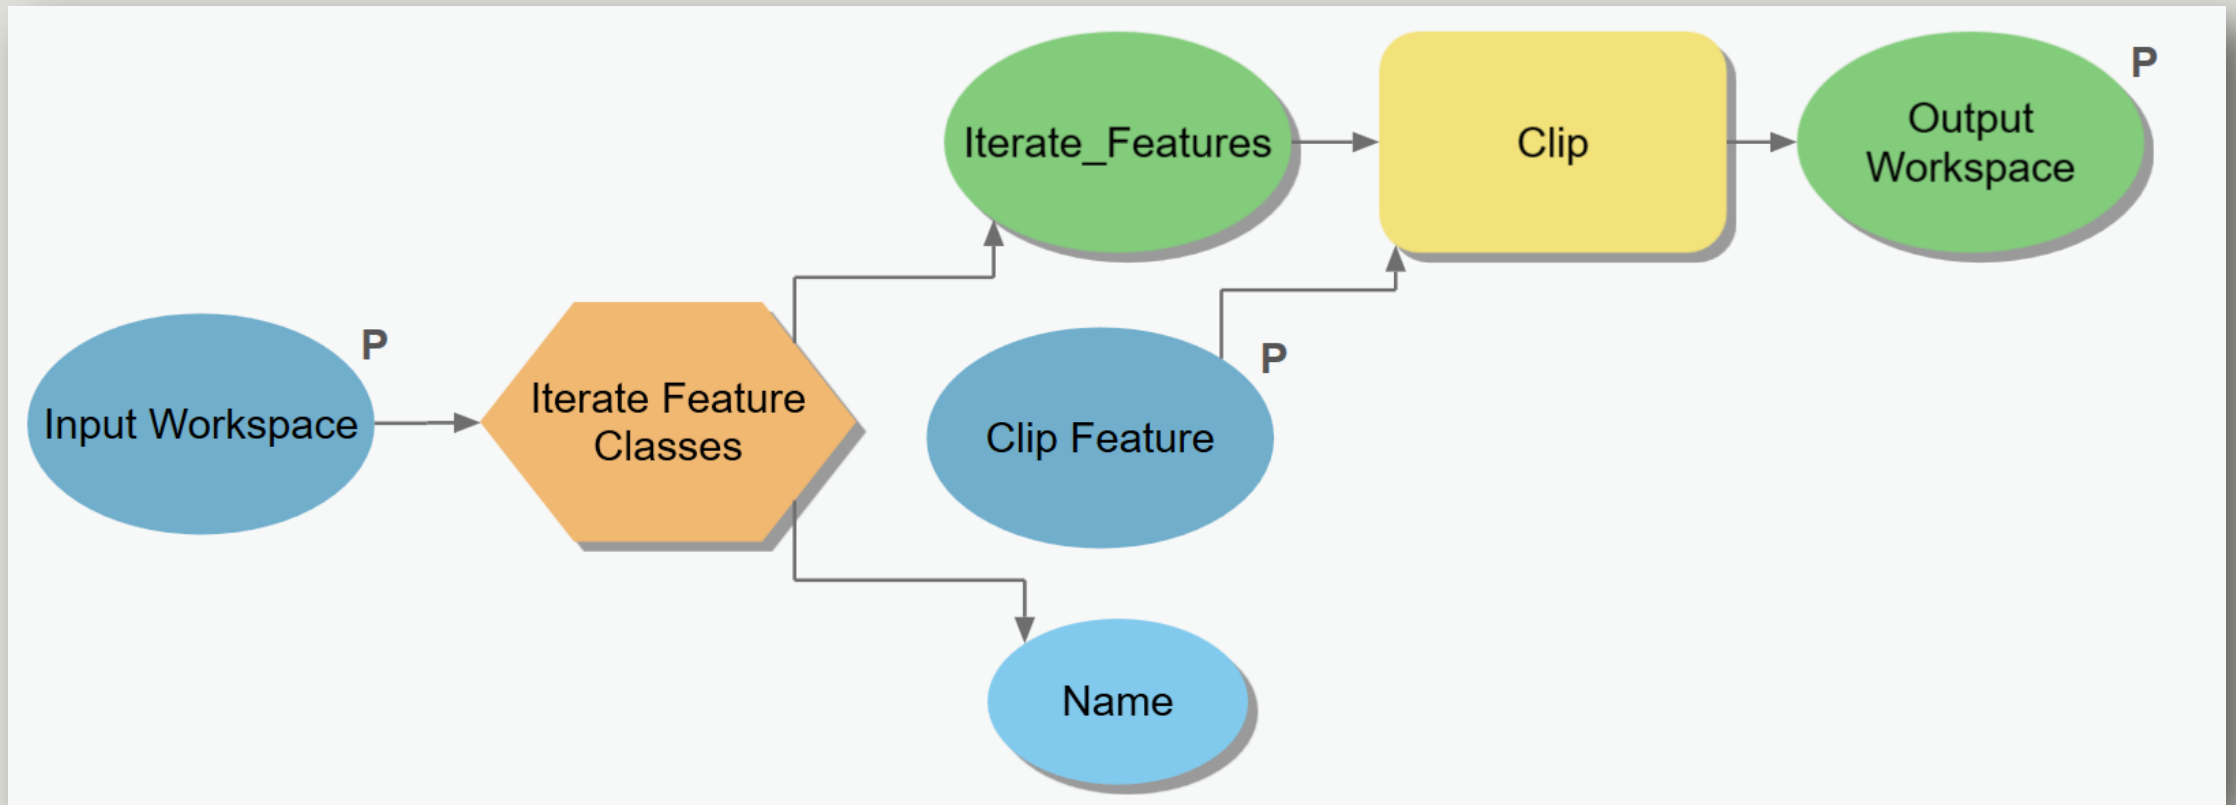 Iterate_Features
Clip
Output
Workspace
P
Input Workspace
P
Iterate Feature
Classes
Clip Feature
P
Name